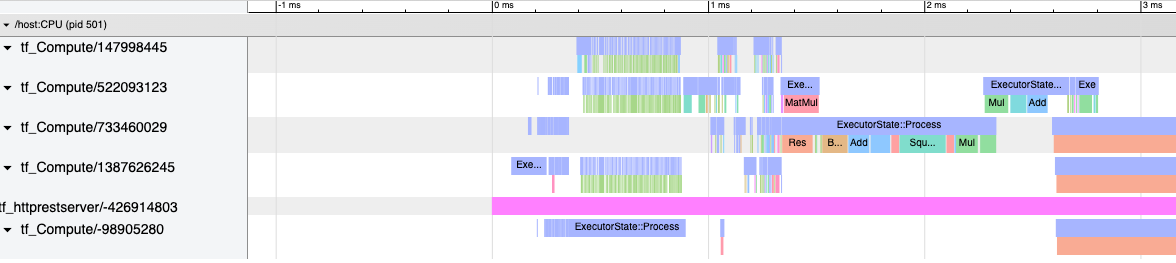 -1 ms 0 ms 1 ms 2 ms 3 ms
/host:CPU (pid 501)
tf_Compute/147998445
tf_Compute/522093123 Exe... ExecutorState... Exe
MatMul Mul Add
tf_Compute/733460029 ExecutorState::Process
Res B... Add Squ... Mul
tf_Compute/1387626245 Exe...
tf_httprestserver/-426914803
tf_Compute/-98905280 ExecutorState::Process